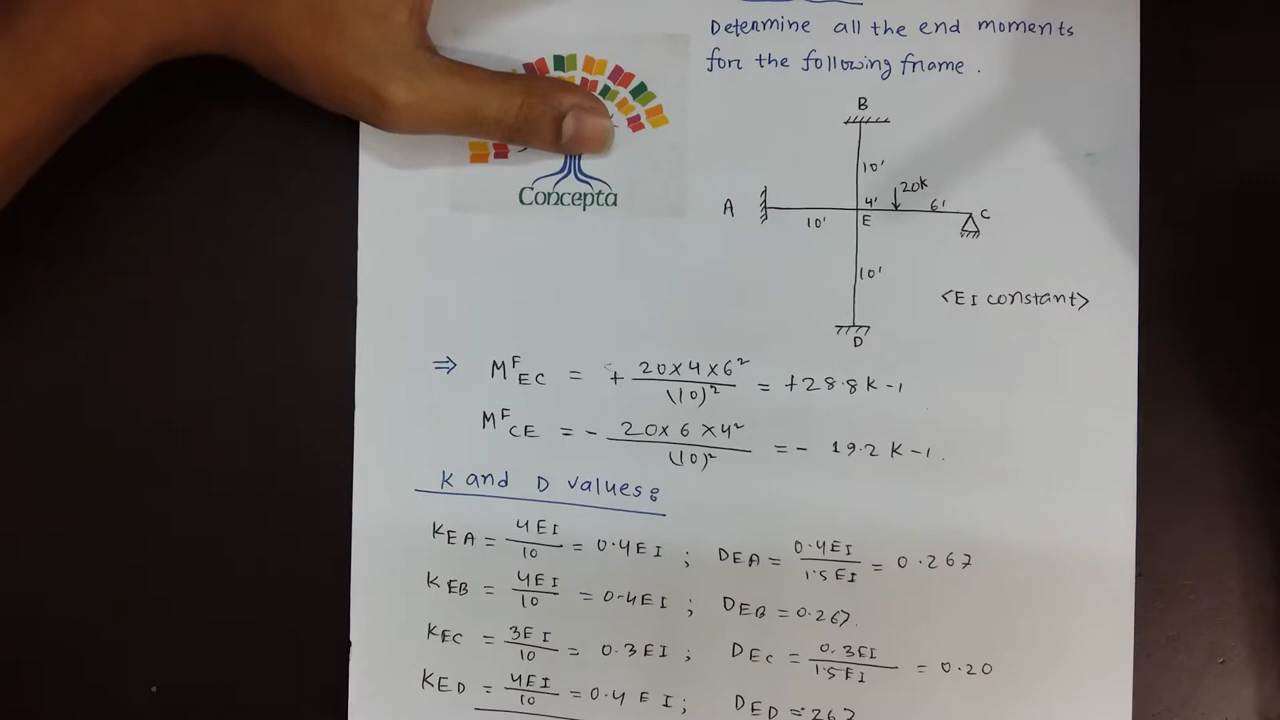 Determine all the end moments
for the following frame.
Concepta
B
10'
20k
A
4'
6'
C
10'
E
10'
<EI constant>
D
⇒ M^F_EC = + 20×4×6² / (10)² = +28.8 k-1
M^F_CE = - 20×6×4² / (10)² = - 19.2 k-1.
K and D values:
K_EA = 4EI / 10 = 0.4EI ; D_EA = 0.4EI / 1.5EI = 0.267
K_EB = 4EI / 10 = 0.4EI ; D_EB = 0.267.
K_EC = 3EI / 10 = 0.3EI ; D_EC = 0.3EI / 1.5EI = 0.20
K_ED = 4EI / 10 = 0.4EI ; D_ED = .267